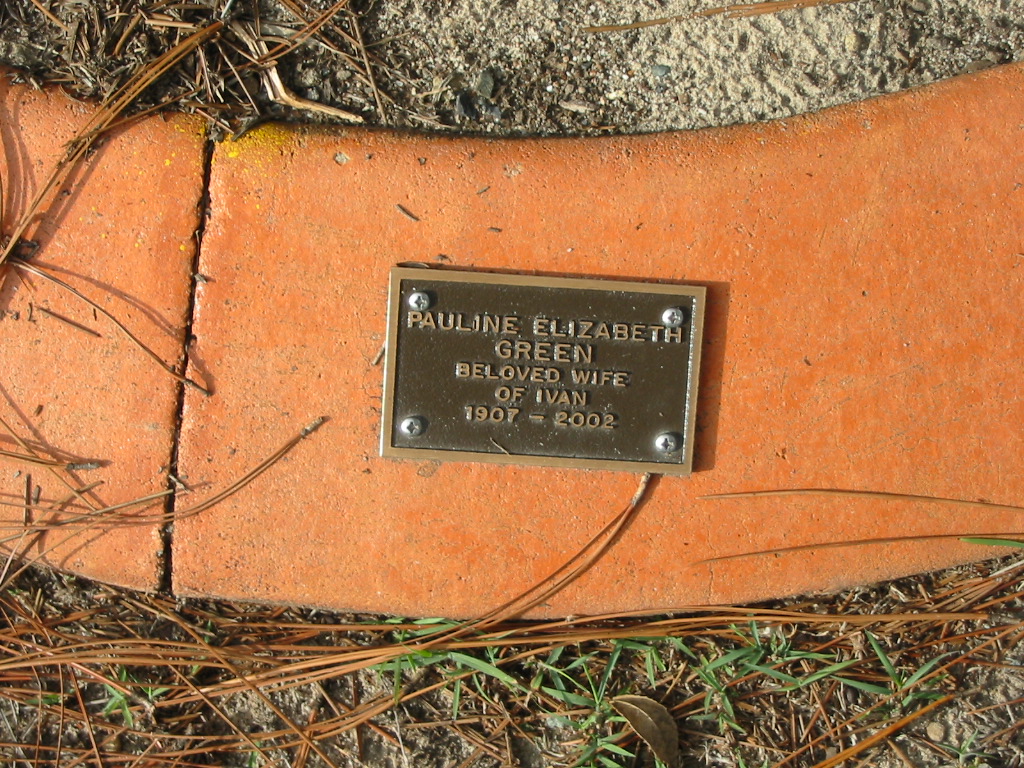 PAULINE ELIZABETH
GREEN
BELOVED WIFE
OF IVAN
1907 – 2002